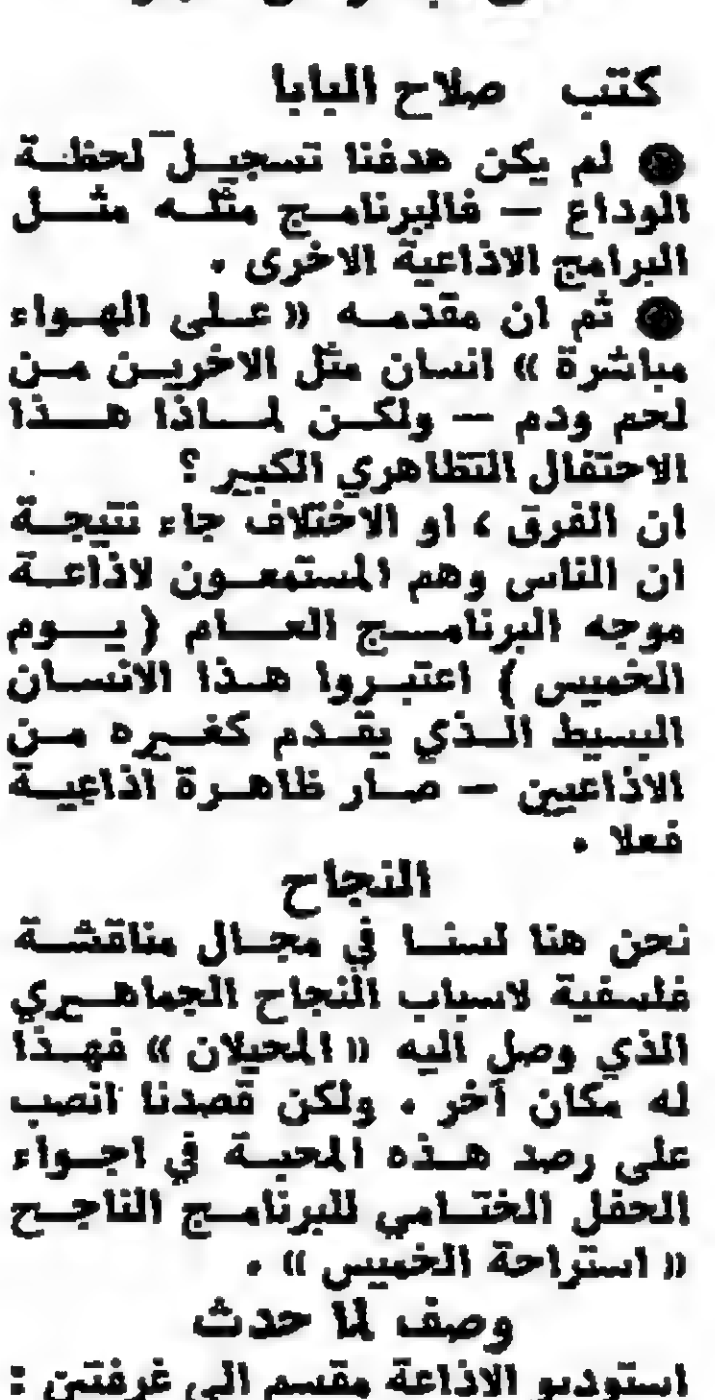 كتب صلاح البابا
● لم يكن هدفنا تسجيل لحظة
الوداع — فالبرنامج مثله مثل
البرامج الاذاعية الاخرى .
● ثم ان مقدمه « على الهواء
مباشرة » انسان مثل الاخرين من
لحم ودم — ولكن لماذا هذا
الاحتفال التظاهري الكبير ؟
ان الفرق ، او الاختلاف جاء نتيجة
ان الناس وهم المستمعون لاذاعة
موجه البرنامج العام ( يوم
الخميس ) اعتبروا هذا الانسان
البسيط الذي يقدم كغيره من
الاذاعيين — صار ظاهرة اذاعية
فعلا .
النجاح
نحن هنا لسنا في مجال مناقشة
فلسفية لاسباب النجاح الجماهيري
الذي وصل اليه « المحيلان » فهذا
له مكان آخر . ولكن قصدنا انصب
على رصد هذه المحبة في اجواء
الحفل الختامي للبرنامج الناجح
« استراحة الخميس » .
وصف لما حدث
استوديو الاذاعة مقسم الى غرفتين :